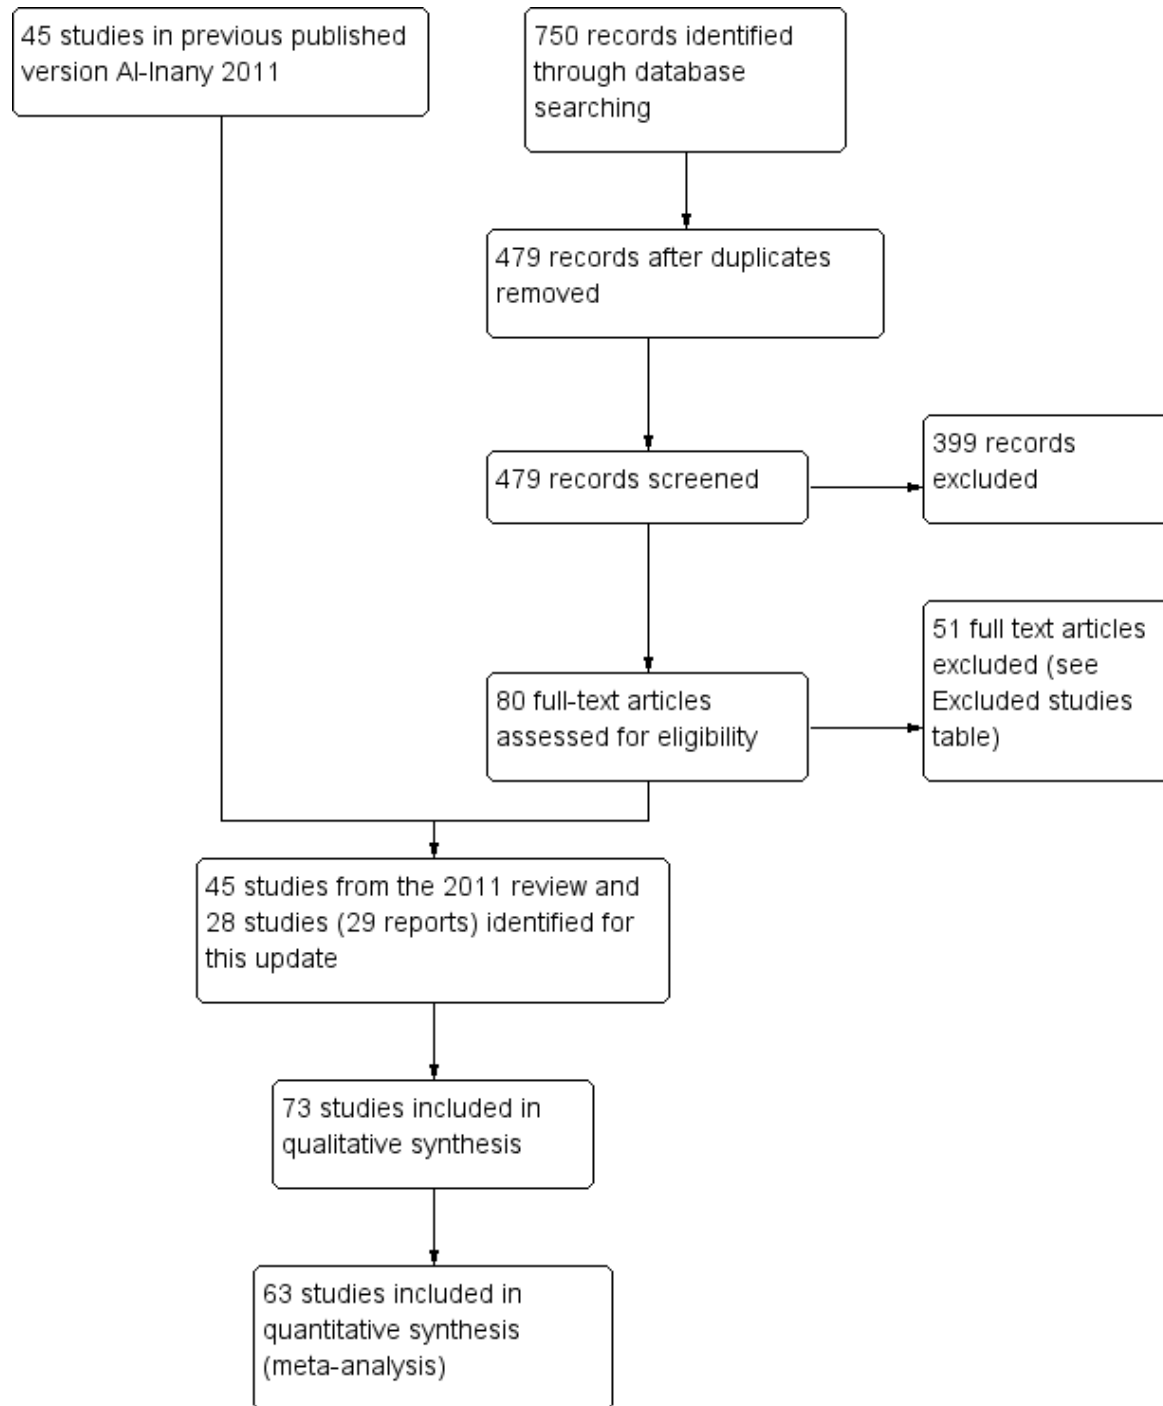 45 studies in previous published
version Al-Inany 2011
750 records identified
through database
searching
479 records after duplicates
removed
479 records screened
399 records
excluded
80 full-text articles
assessed for eligibility
51 full text articles
excluded (see
Excluded studies
table)
45 studies from the 2011 review and
28 studies (29 reports) identified for
this update
73 studies included in
qualitative synthesis
63 studies included in
quantitative synthesis
(meta-analysis)